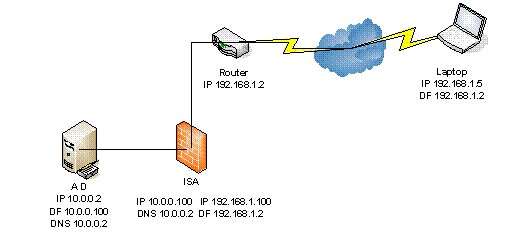 Router
IP 192.168.1.2
Laptop
IP 192.168.1.5
DF 192.168.1.2
A D
IP 10.0.0.2
DF 10.0.0.100
DNS 10.0.0.2
ISA
IP 10.0.0.100 IP 192.168.1.100
DNS 10.0.0.2 DF 192.168.1.2